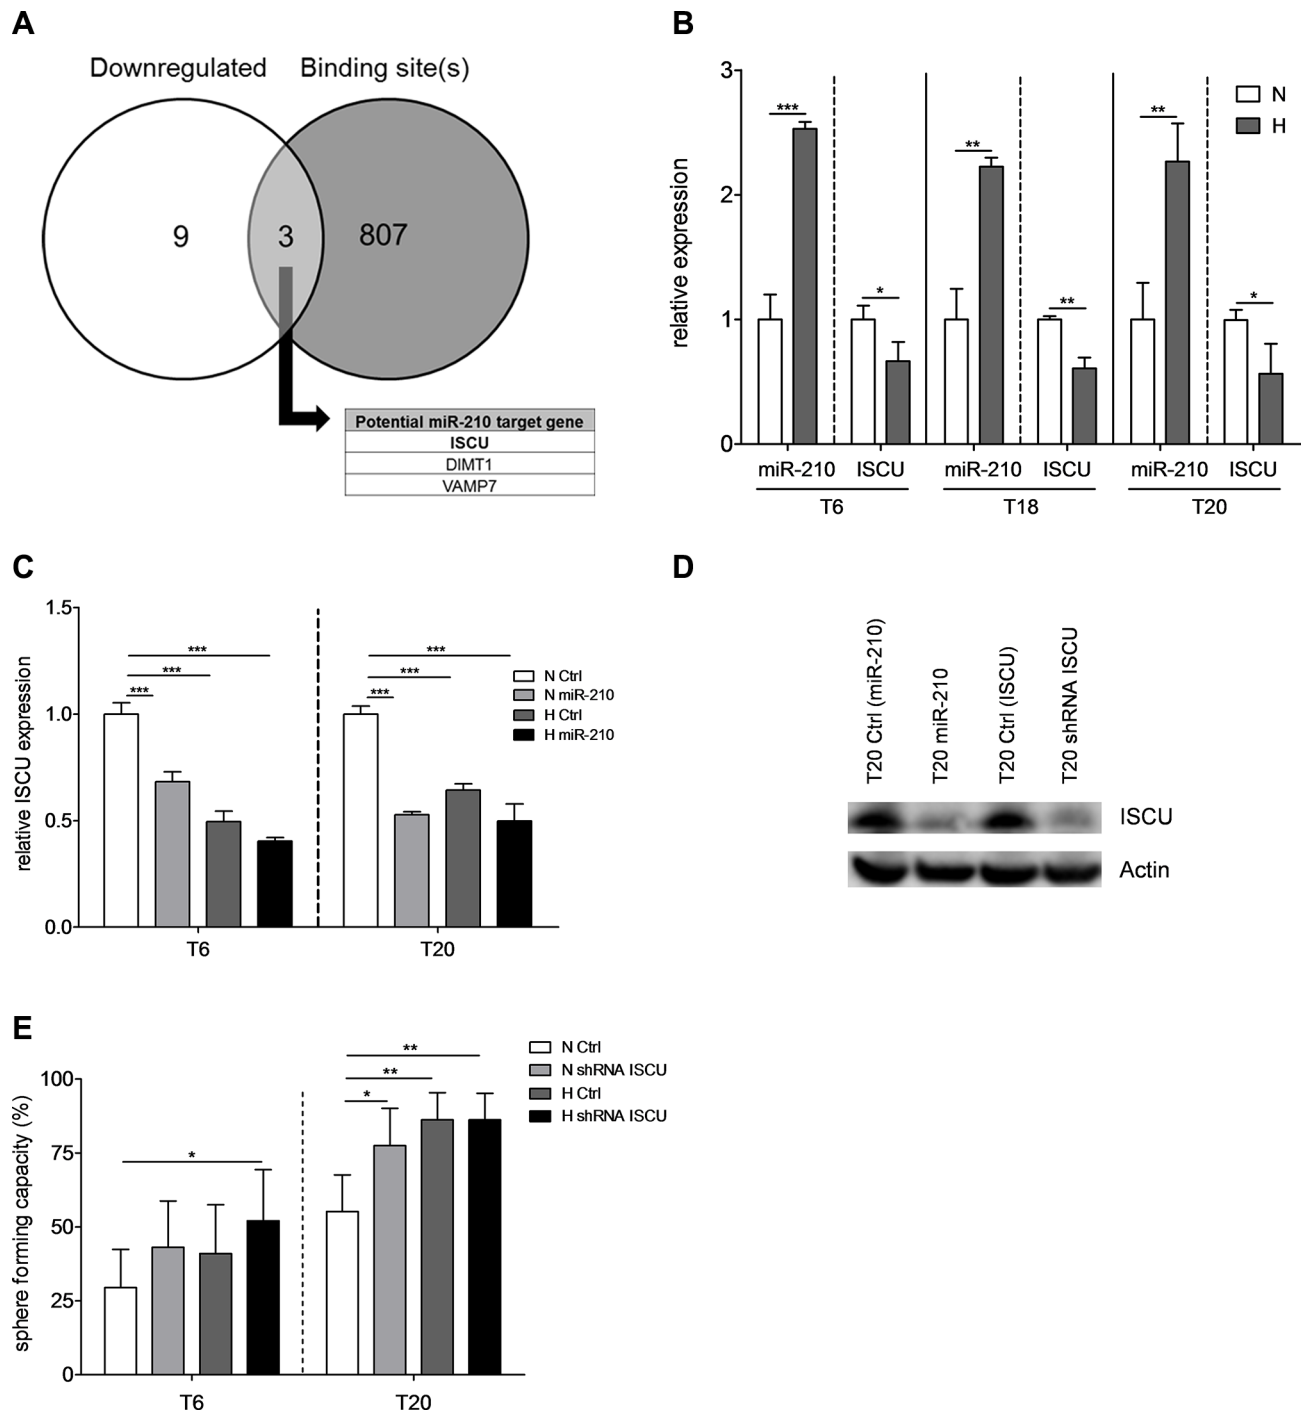 A
Downregulated Binding site(s)
9 3 807
Potential miR-210 target gene
ISCU
DIMT1
VAMP7
B
relative expression
3
2
1
0
N
H
*** * ** ** ** *
miR-210 ISCU miR-210 ISCU miR-210 ISCU
T6 T18 T20
C
relative ISCU expression
1.5
1.0
0.5
0.0
***
***
***
***
***
***
N Ctrl
N miR-210
H Ctrl
H miR-210
T6 T20
D
T20 Ctrl (miR-210)
T20 miR-210
T20 Ctrl (ISCU)
T20 shRNA ISCU
ISCU
Actin
E
sphere forming capacity (%)
100
75
50
25
0
*
**
**
*
N Ctrl
N shRNA ISCU
H Ctrl
H shRNA ISCU
T6 T20